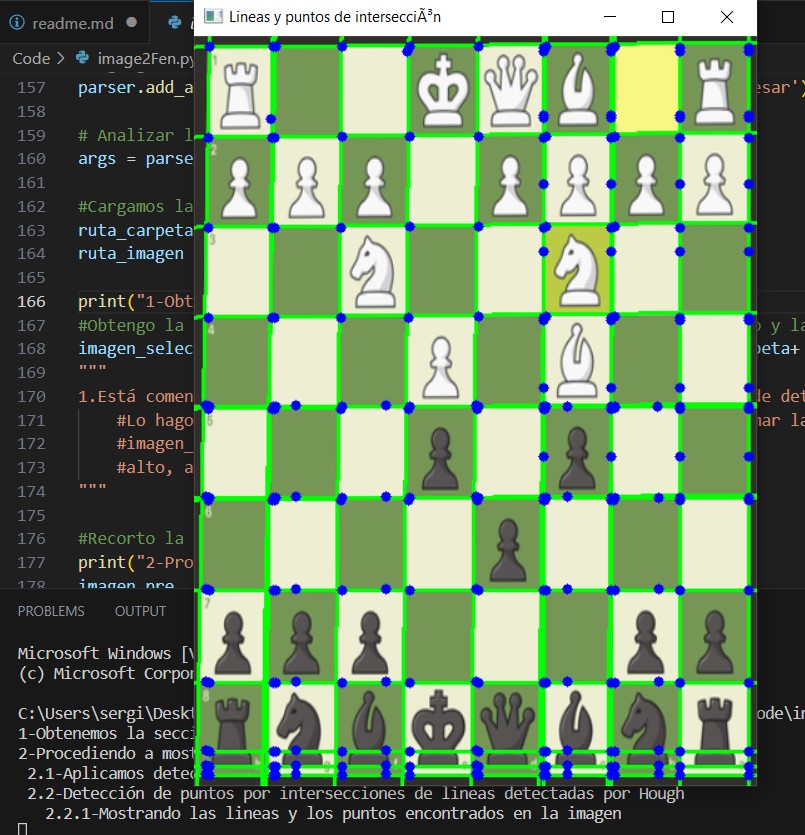 readme.md
Lineas y puntos de intersecciÃ³n
Code > image2Fen.py
157 parser.add_a
esar')
158
159 # Analizar l
160 args = parse
161
162 #Cargamos la
163 ruta_carpeta
164 ruta_imagen
165
166 print("1-Obt
167 #Obtengo la
o y la
168 imagen_selec
peta+
169 """
170 1.Está comen
de det
171 #Lo hago
mar la
172 #imagen_
173 #alto, a
174 """
175
176 #Recorto la
177 print("2-Pro
178 imagen_pre
1
2
3
4
5
6
7
8
PROBLEMS OUTPUT
Microsoft Windows [V
(c) Microsoft Corpor
C:\Users\sergi\Deskt
ode\in
1-Obtenemos la secci
2-Procediendo a most
2.1-Aplicamos detec
2.2-Detección de puntos por intersecciones de lineas detectadas por Hough
2.2.1-Mostrando las lineas y los puntos encontrados en la imagen